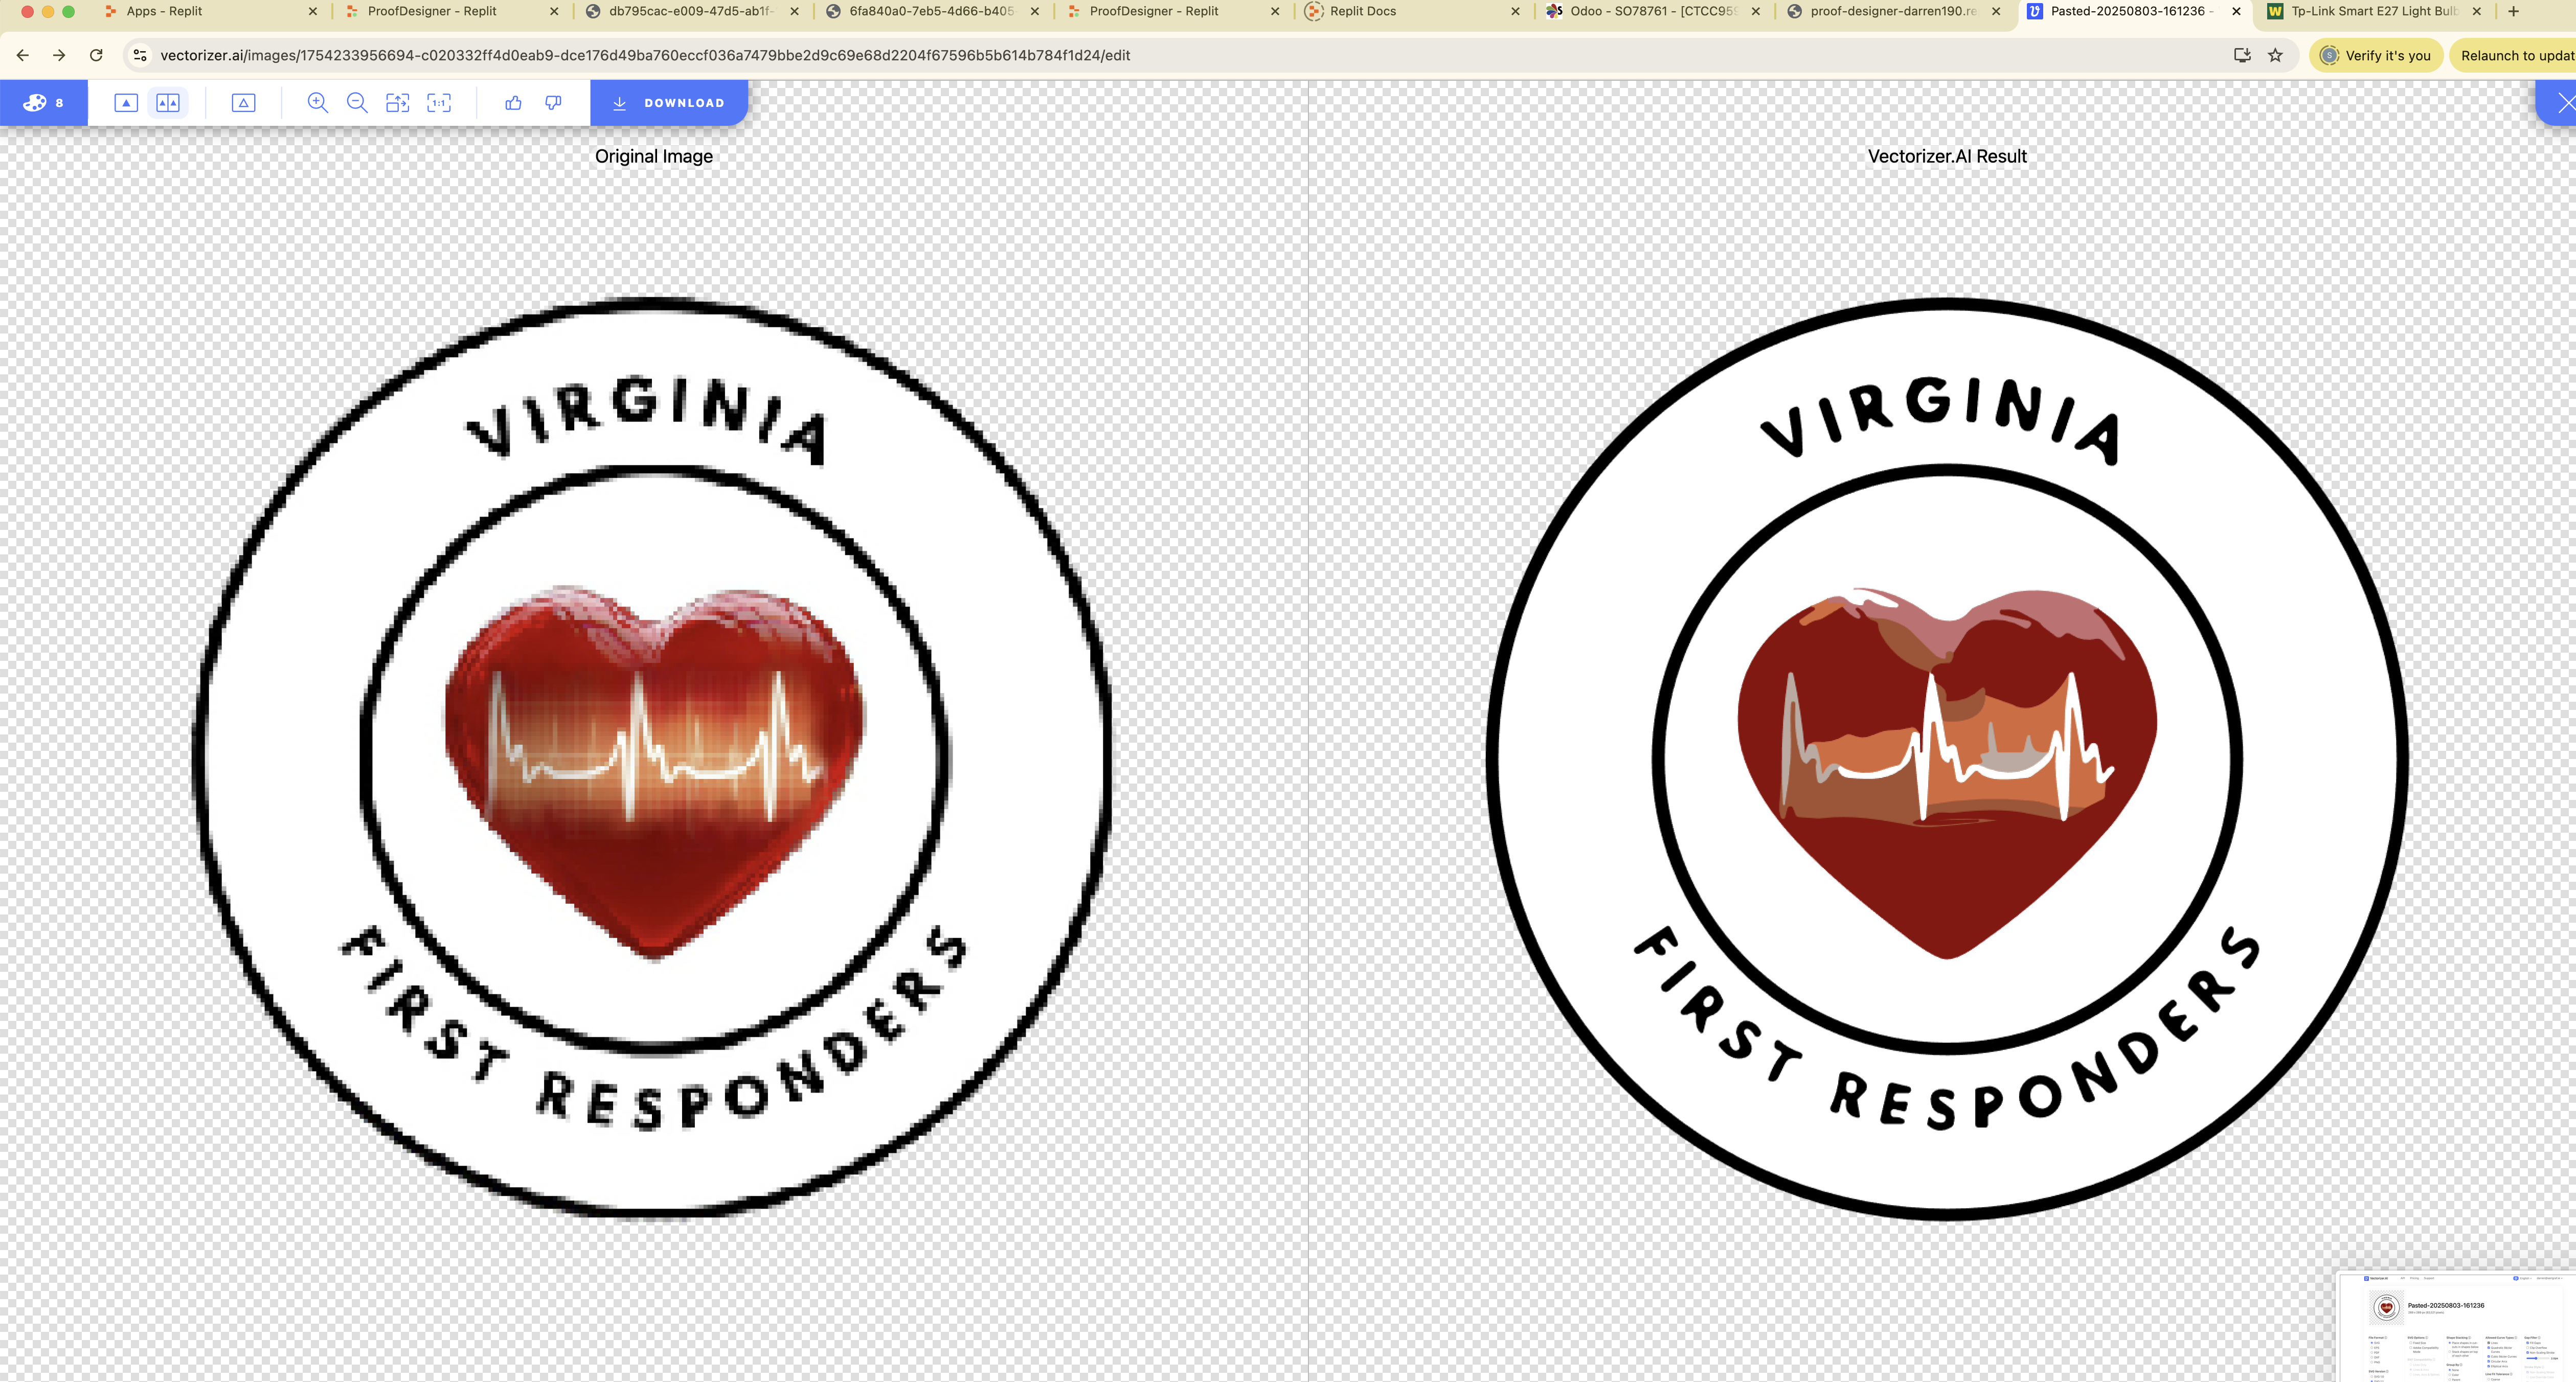 Apps - Replit
ProofDesigner - Replit
db795cac-e009-47d5-ab1f-
6fa840a0-7eb5-4d66-b405
ProofDesigner - Replit
Replit Docs
Odoo - SO78761 - [CTCC959
proof-designer-darren190.re
Pasted-20250803-161236 -
Tp-Link Smart E27 Light Bulb
vectorizer.ai/images/1754233956694-c020332ff4d0eab9-dce176d49ba760eccf036a7479bbe2d9c69e68d2204f67596b5b614b784f1d24/edit
Verify it's you
Relaunch to updat
8
1:1
DOWNLOAD
Original Image
Vectorizer.AI Result
VIRGINIA
FIRST RESPONDERS
VIRGINIA
FIRST RESPONDERS
Pasted-20250803-161236